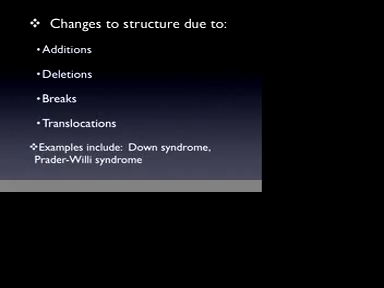 ❖ Changes to structure due to:
•Additions
•Deletions
•Breaks
•Translocations
❖Examples include: Down syndrome,
Prader-Willi syndrome